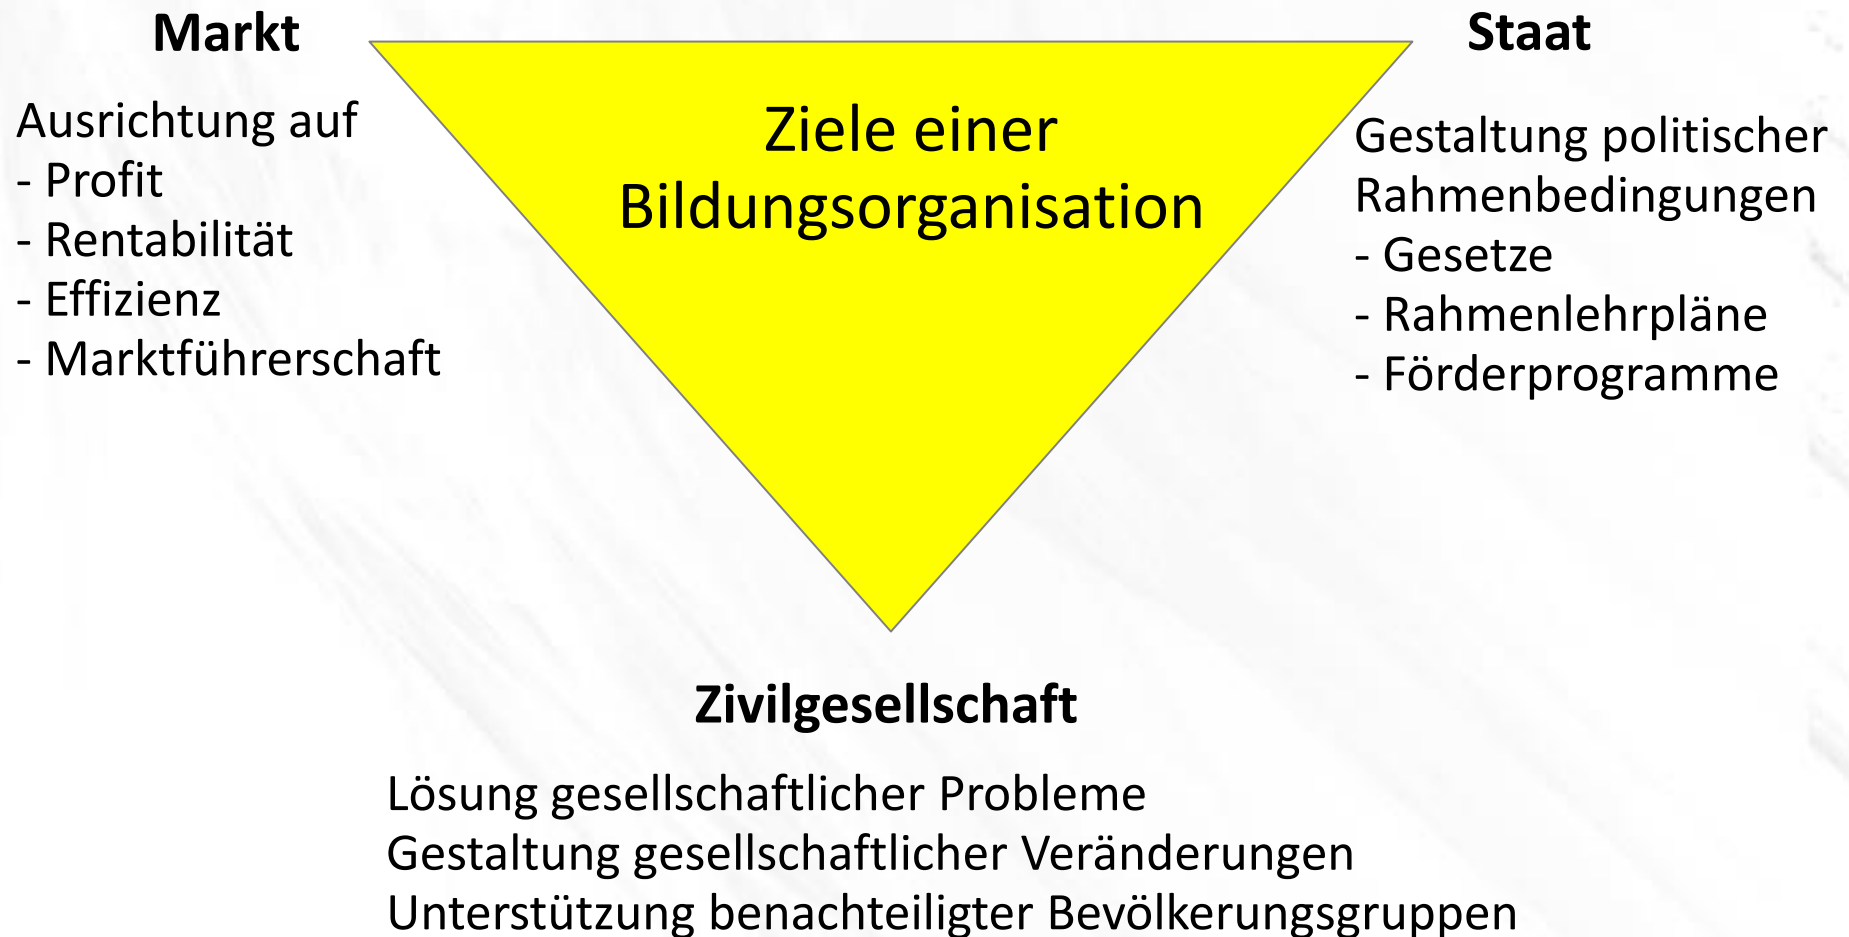 Markt
Ausrichtung auf
- Profit
- Rentabilität
- Effizienz
- Marktführerschaft
Ziele einer
Bildungsorganisation
Staat
Gestaltung politischer
Rahmenbedingungen
- Gesetze
- Rahmenlehrpläne
- Förderprogramme
Zivilgesellschaft
Lösung gesellschaftlicher Probleme
Gestaltung gesellschaftlicher Veränderungen
Unterstützung benachteiligter Bevölkerungsgruppen